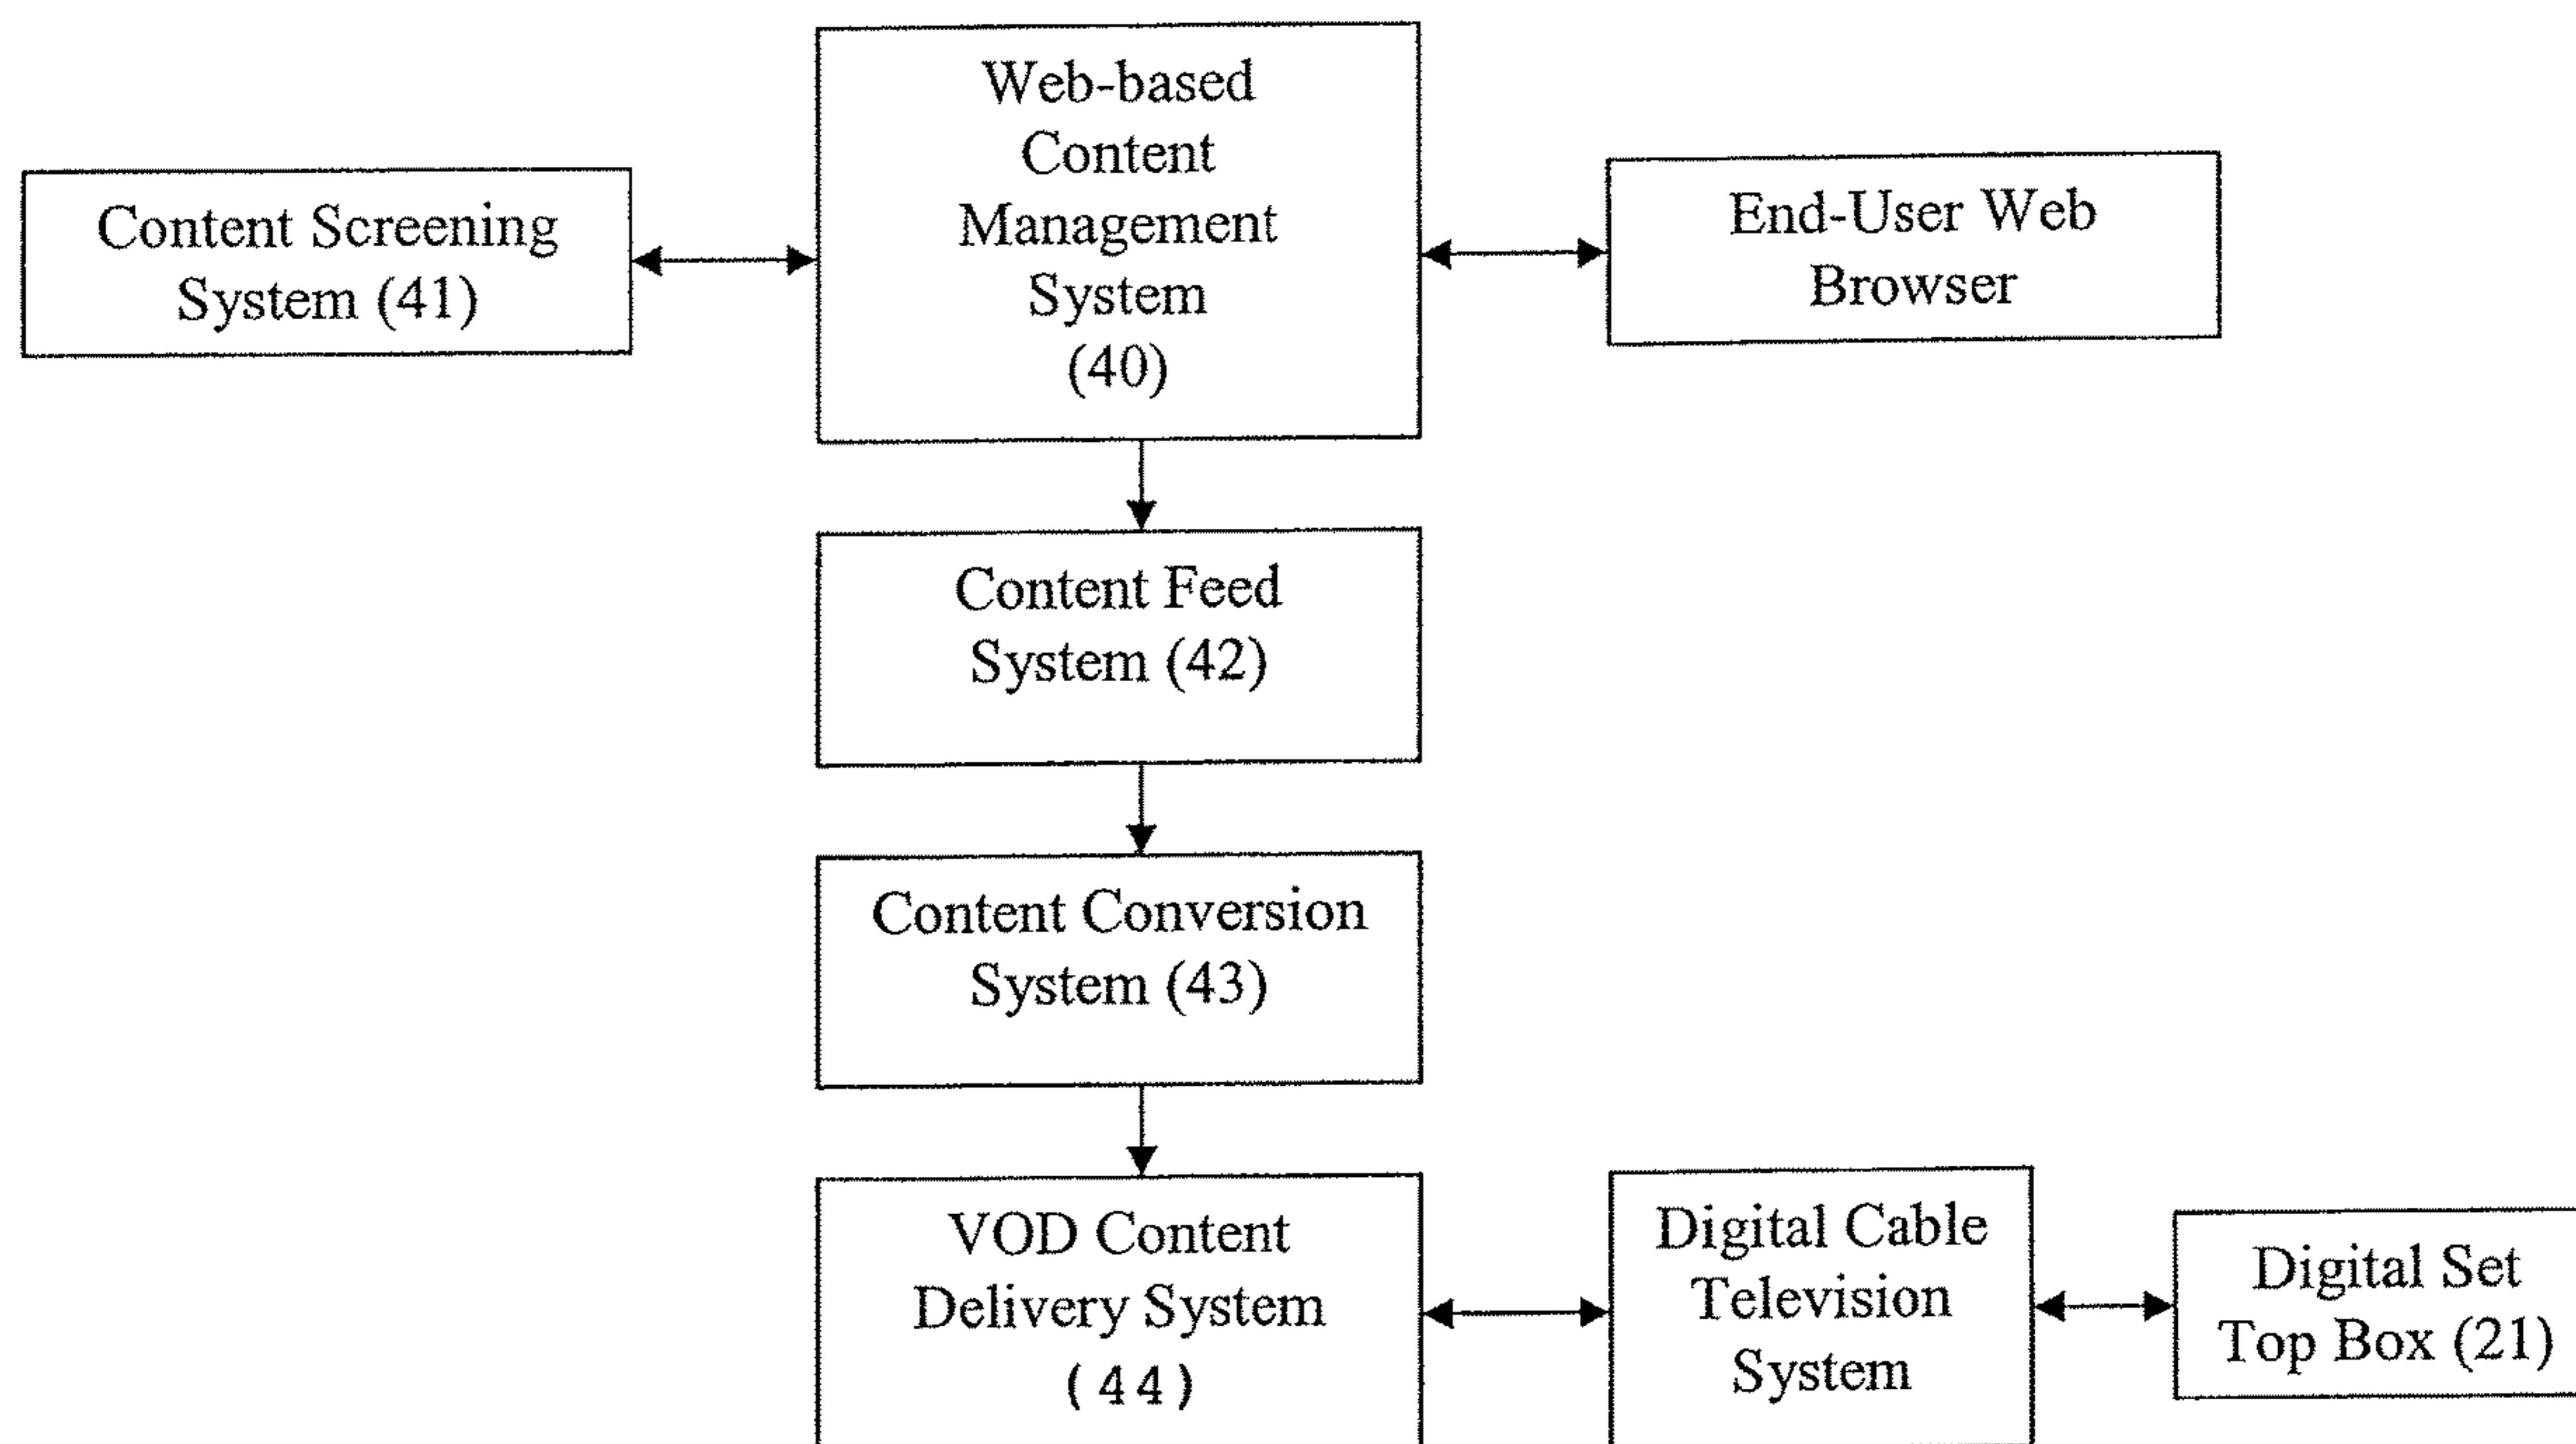 Web-based
Content
Management
System
(40)
Content Screening
System (41)
End-User Web
Browser
Content Feed
System (42)
Content Conversion
System (43)
VOD Content
Delivery System
(44)
Digital Cable
Television
System
Digital Set
Top Box (21)